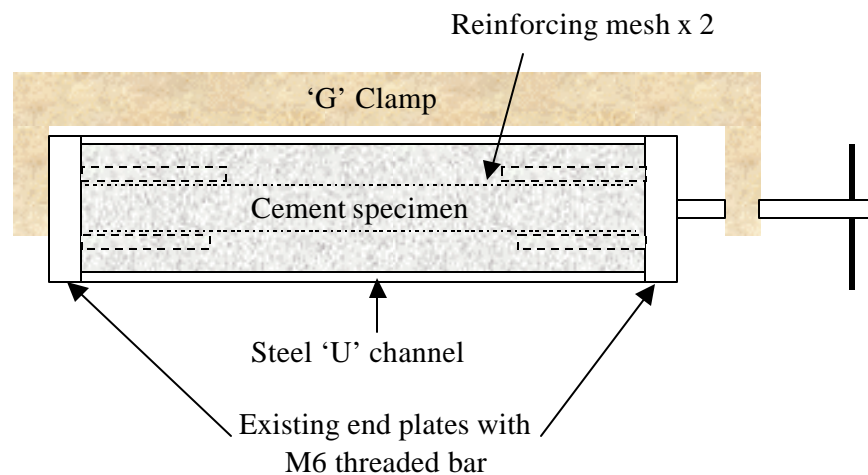 Reinforcing mesh x 2
‘G’ Clamp
Cement specimen
Steel ‘U’ channel
Existing end plates with
M6 threaded bar